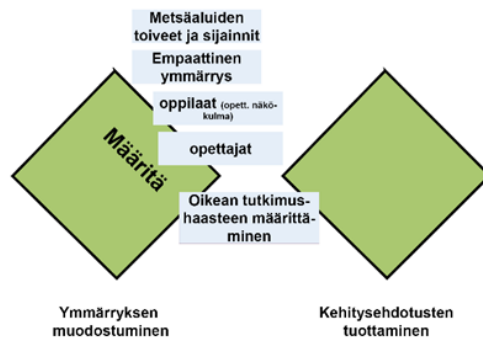 Metsäaluiden
toiveet ja sijainnit
Empaattinen
ymmärrys
oppilaat (opett. näkö-
kulma)
Määritä
opettajat
Oikean tutkimus-
haasteen määrittä-
minen
Ymmärryksen
muodostuminen
Kehitysehdotusten
tuottaminen